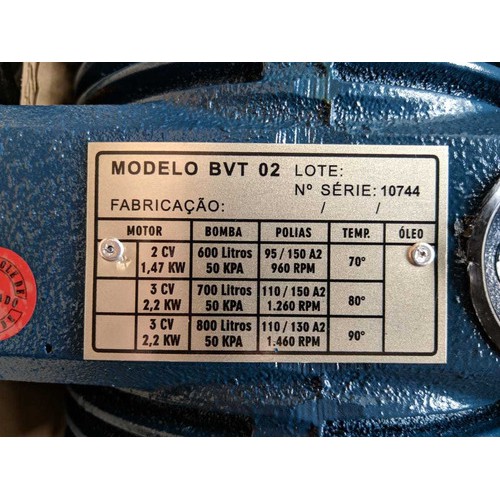 MODELO BVT 02 LOTE:
Nº SÉRIE: 10744
FABRICAÇÃO: / /
MOTOR BOMBA POLIAS TEMP. ÓLEO
2 CV 600 Litros 95 / 150 A2 70°
1,47 KW 50 KPA 960 RPM
3 CV 700 Litros 110 / 150 A2 80°
2,2 KW 50 KPA 1.260 RPM
3 CV 800 Litros 110 / 130 A2 90°
2,2 KW 50 KPA 1.460 RPM